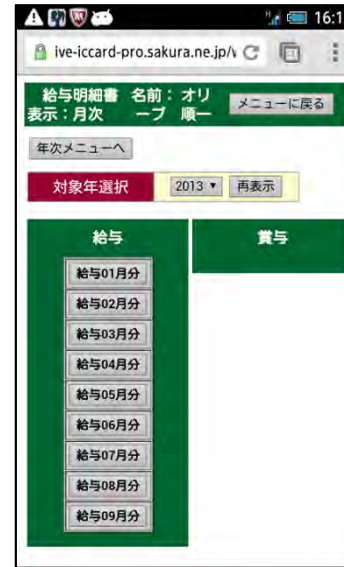 16:1
ive-iccard-pro.sakura.ne.jp/v
給与明細書 名前：オリ
表示：月次 ーブ 順一
メニューに戻る
年次メニューへ
対象年選択 2013 再表示
給与 賞与
給与01月分
給与02月分
給与03月分
給与04月分
給与05月分
給与06月分
給与07月分
給与08月分
給与09月分